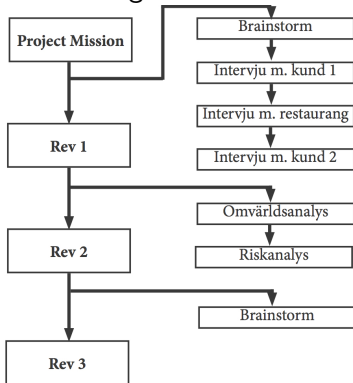 Project Mission
Brainstorm
Intervju m. kund 1
Intervju m. restaurang
Intervju m. kund 2
Rev 1
Omvärldsanalys
Riskanalys
Rev 2
Brainstorm
Rev 3